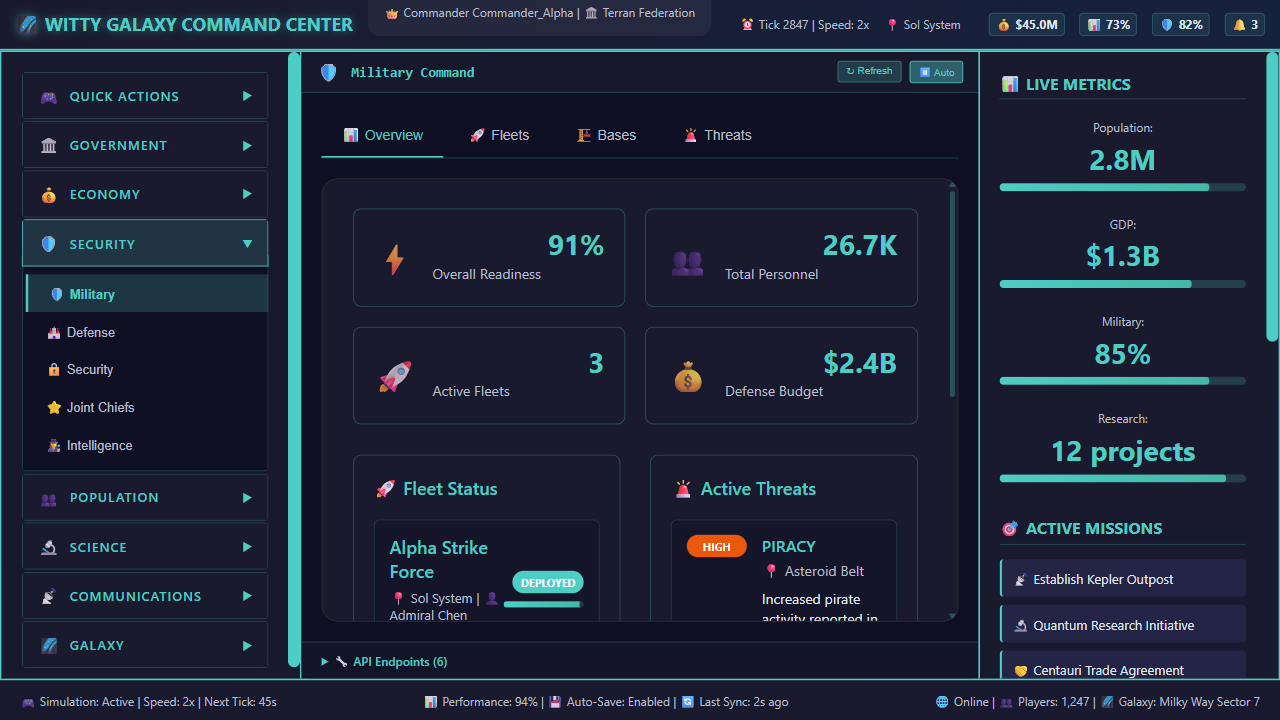 WITTY GALAXY COMMAND CENTER
Commander Commander_Alpha | Terran Federation
Tick 2847 | Speed: 2x
Sol System
$45.0M
73%
82%
3
QUICK ACTIONS
GOVERNMENT
ECONOMY
SECURITY
Military
Defense
Security
Joint Chiefs
Intelligence
POPULATION
SCIENCE
COMMUNICATIONS
GALAXY
Military Command
↻ Refresh
Auto
Overview
Fleets
Bases
Threats
91%
Overall Readiness
26.7K
Total Personnel
3
Active Fleets
$2.4B
Defense Budget
Fleet Status
Alpha Strike
Force
DEPLOYED
Sol System |
Admiral Chen
Active Threats
HIGH
PIRACY
Asteroid Belt
Increased pirate
activity reported in
API Endpoints (6)
LIVE METRICS
Population:
2.8M
GDP:
$1.3B
Military:
85%
Research:
12 projects
ACTIVE MISSIONS
Establish Kepler Outpost
Quantum Research Initiative
Centauri Trade Agreement
Simulation: Active | Speed: 2x | Next Tick: 45s
Performance: 94% | Auto-Save: Enabled | Last Sync: 2s ago
Online | Players: 1,247 | Galaxy: Milky Way Sector 7